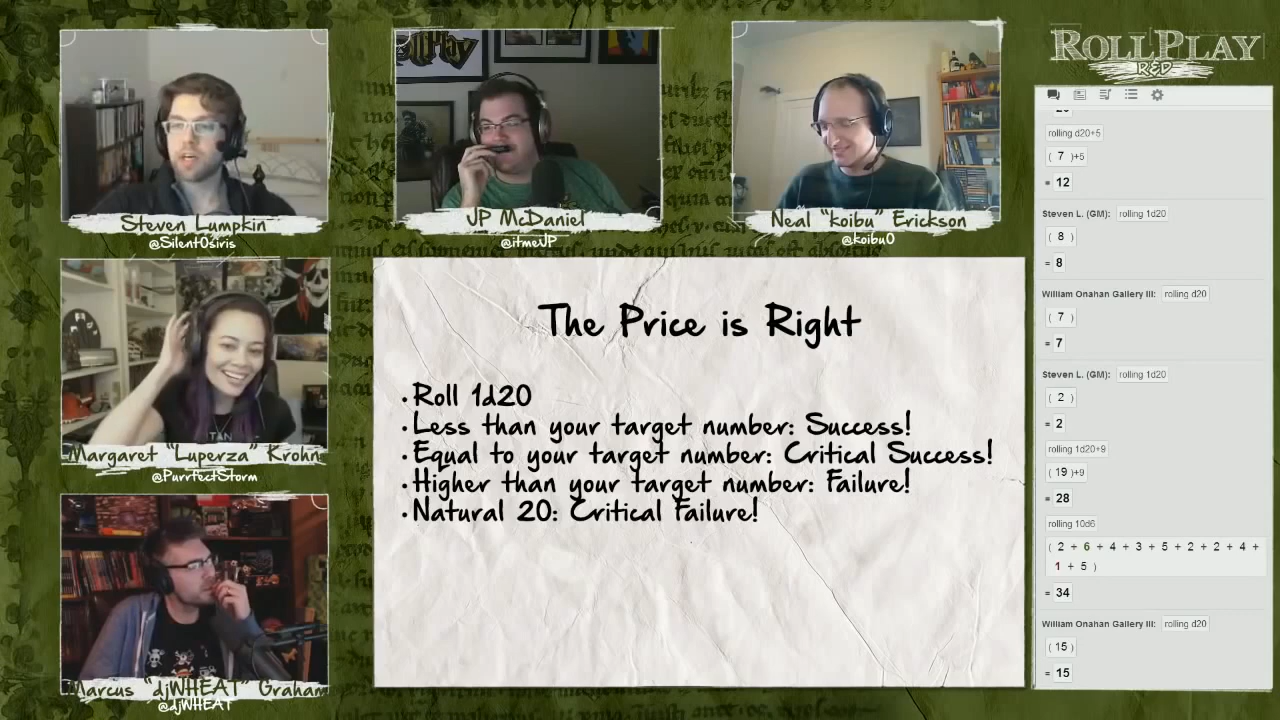 Steven Lumpkin
@SilentOsiris
JP McDaniel
@itmeJP
Neal "koibu" Erickson
@koibu0
Margaret "Luperza" Krohn
@PurrfectStorm
Marcus "djWHEAT" Graham
@djWHEAT
The Price is Right
• Roll 1d20
• Less than your target number: Success!
• Equal to your target number: Critical Success!
• Higher than your target number: Failure!
• Natural 20: Critical Failure!
ROLLPLAY
R&D
rolling d20+5
( 7 )+5
= 12
Steven L. (GM): rolling 1d20
( 8 )
= 8
William Onahan Gallery III: rolling d20
( 7 )
= 7
Steven L. (GM): rolling 1d20
( 2 )
= 2
rolling 1d20+9
( 19 )+9
= 28
rolling 10d6
( 2 + 6 + 4 + 3 + 5 + 2 + 2 + 4 +
1 + 5 )
= 34
William Onahan Gallery III: rolling d20
( 15 )
= 15